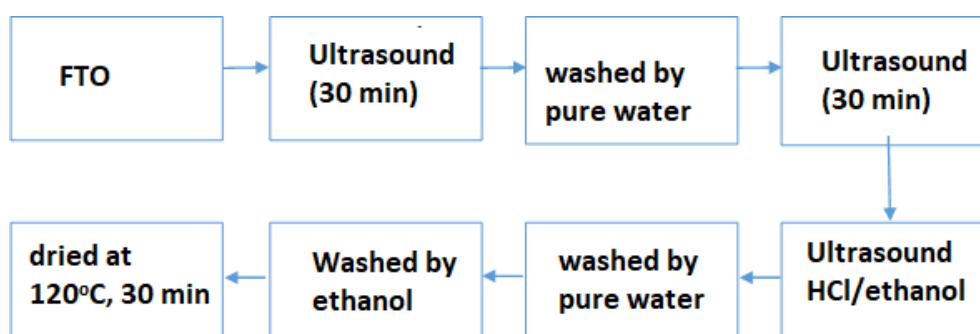 FTO
Ultrasound
(30 min)
washed by
pure water
Ultrasound
(30 min)
Ultrasound
HCl/ethanol
washed by
pure water
Washed by
ethanol
dried at
120ºC, 30 min